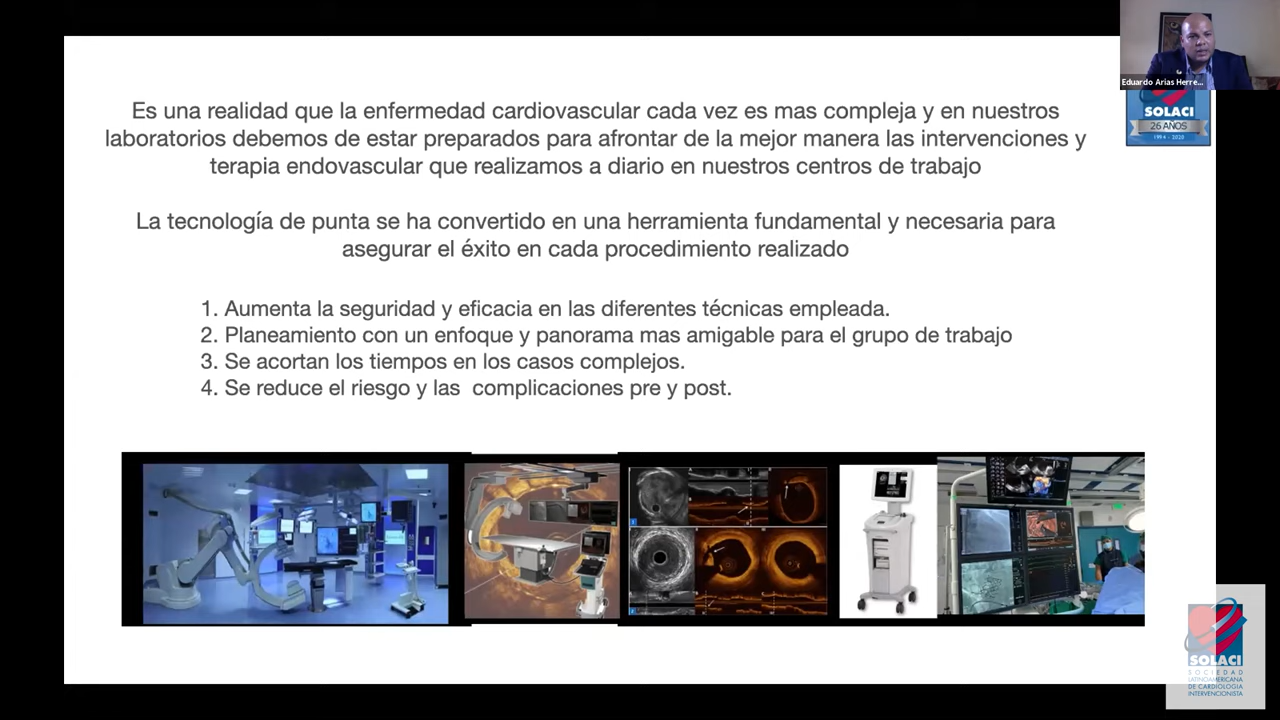 Eduardo Arias Herre...
SOLACI
26 AÑOS
1994 - 2020
Es una realidad que la enfermedad cardiovascular cada vez es mas compleja y en nuestros
laboratorios debemos de estar preparados para afrontar de la mejor manera las intervenciones y
terapia endovascular que realizamos a diario en nuestros centros de trabajo
La tecnología de punta se ha convertido en una herramienta fundamental y necesaria para
asegurar el éxito en cada procedimiento realizado
1. Aumenta la seguridad y eficacia en las diferentes técnicas empleada.
2. Planeamiento con un enfoque y panorama mas amigable para el grupo de trabajo
3. Se acortan los tiempos en los casos complejos.
4. Se reduce el riesgo y las complicaciones pre y post.
SOLACI
SOCIEDAD
LATINOAMERICANA
DE CARDIOLOGIA
INTERVENCIONISTA